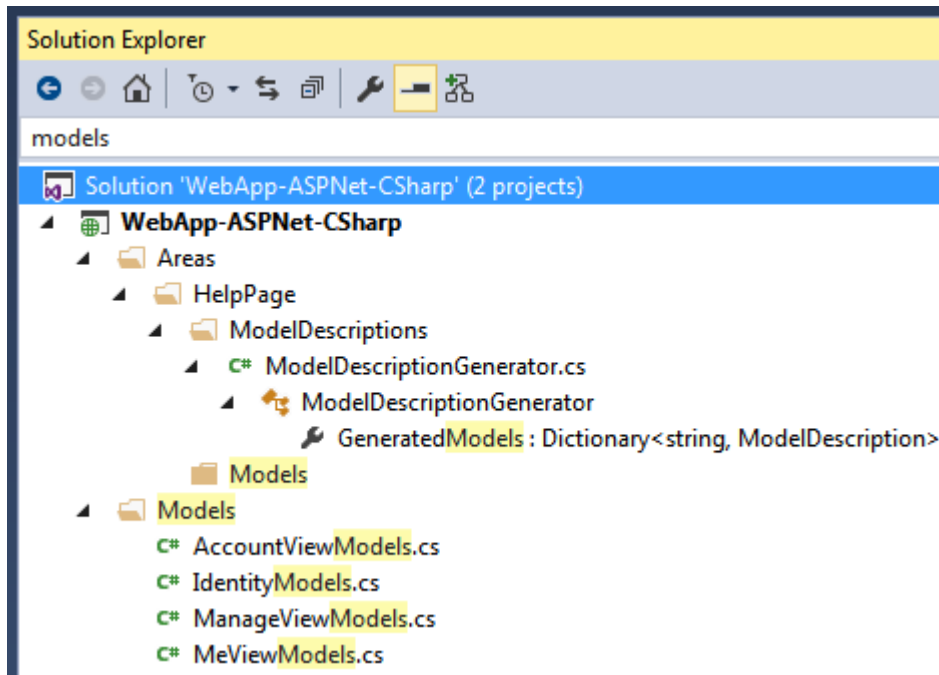 Solution Explorer
models
Solution 'WebApp-ASPNet-CSharp' (2 projects)
WebApp-ASPNet-CSharp
Areas
HelpPage
ModelDescriptions
C# ModelDescriptionGenerator.cs
ModelDescriptionGenerator
GeneratedModels : Dictionary<string, ModelDescription>
Models
Models
C# AccountViewModels.cs
C# IdentityModels.cs
C# ManageViewModels.cs
C# MeViewModels.cs